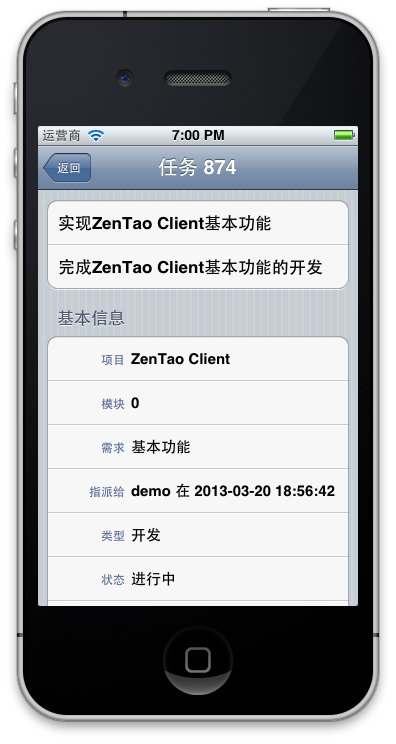 运营商 7:00 PM
返回 任务 874
实现ZenTao Client基本功能
完成ZenTao Client基本功能的开发
基本信息
项目 ZenTao Client
模块 0
需求 基本功能
指派给 demo 在 2013-03-20 18:56:42
类型 开发
状态 进行中